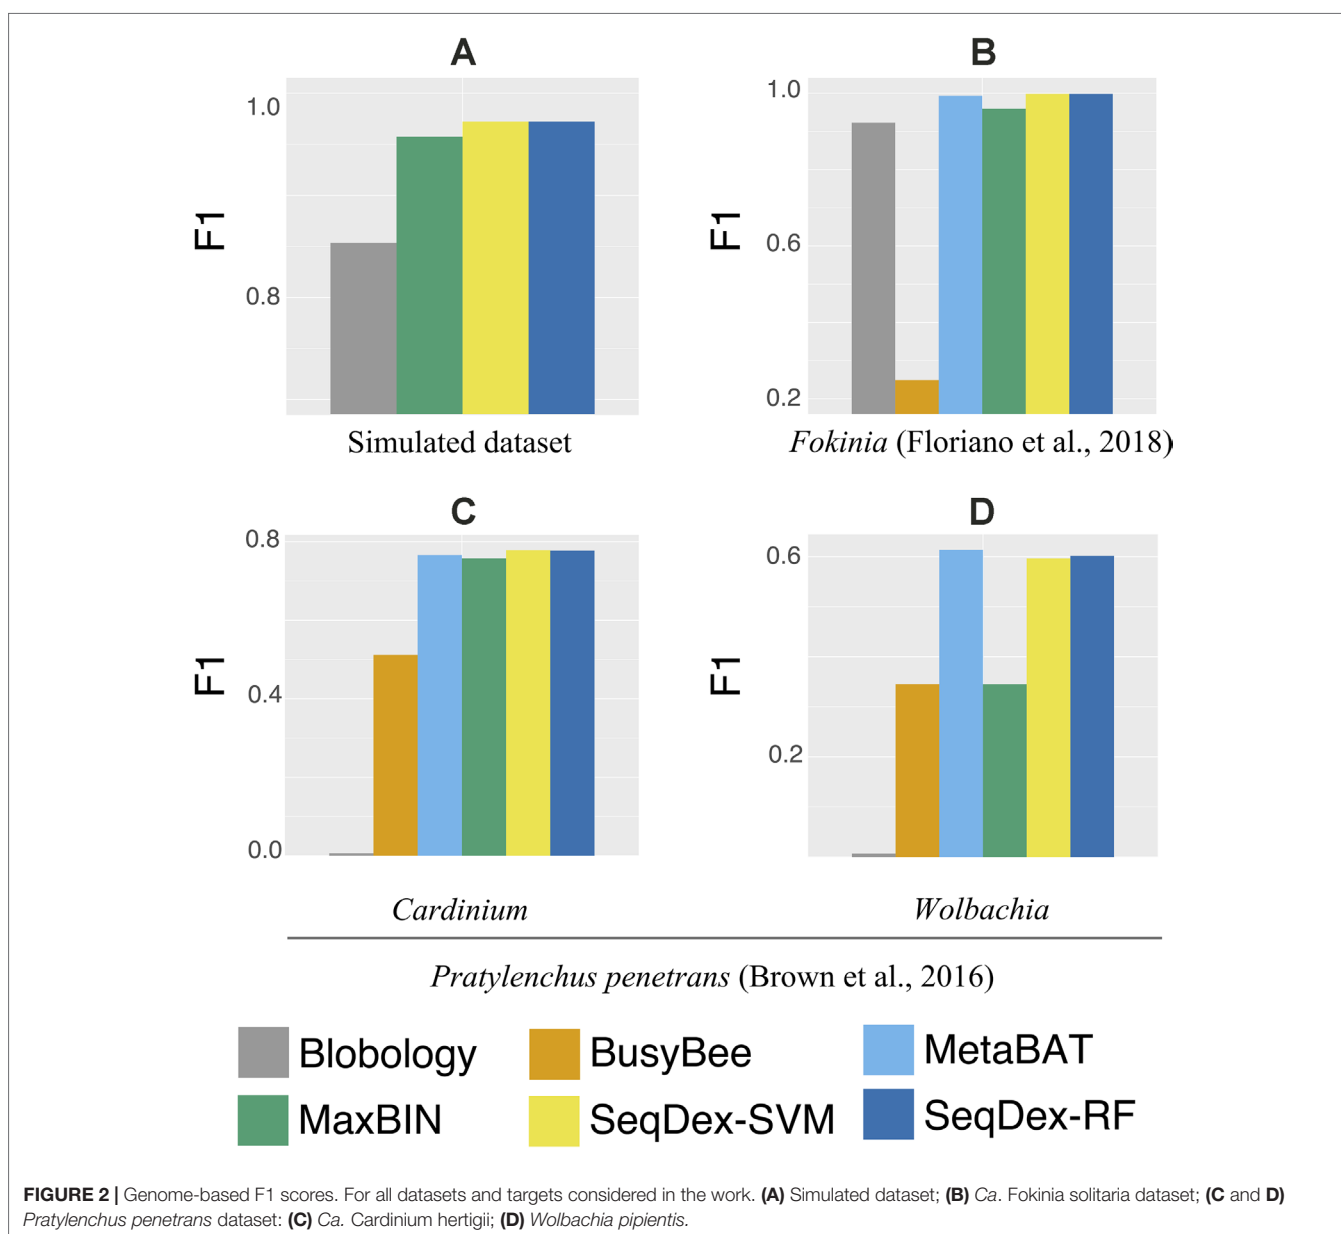 A
1.0
F1
0.8
Simulated dataset
B
1.0
F1
0.6
0.2
Fokinia (Floriano et al., 2018)
C
0.8
F1
0.4
0.0
Cardinium
D
0.6
F1
0.2
Wolbachia
Pratylenchus penetrans (Brown et al., 2016)
Blobology BusyBee MetaBAT
MaxBIN SeqDex-SVM SeqDex-RF
FIGURE 2 | Genome-based F1 scores. For all datasets and targets considered in the work. (A) Simulated dataset; (B) Ca. Fokinia solitaria dataset; (C and D)
Pratylenchus penetrans dataset: (C) Ca. Cardinium hertigii; (D) Wolbachia pipientis.